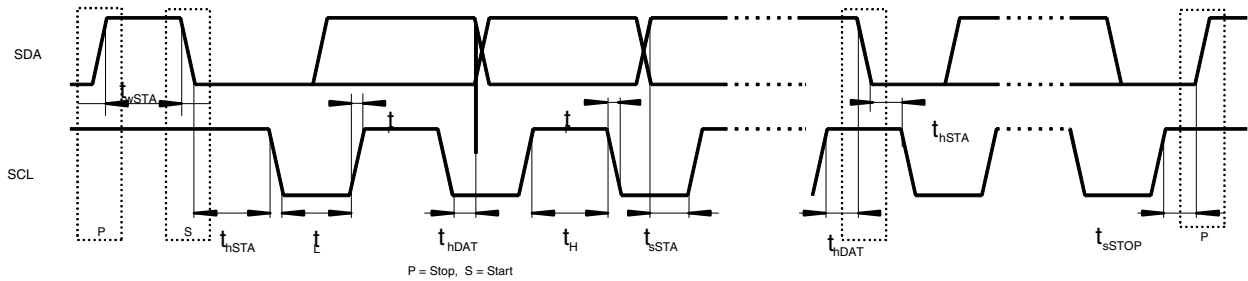 SDA
twSTA
t
t
thSTA
SCL
P
S
thSTA
tL
thDAT
tH
tsSTA
thDAT
tsSTOP
P
P = Stop, S = Start